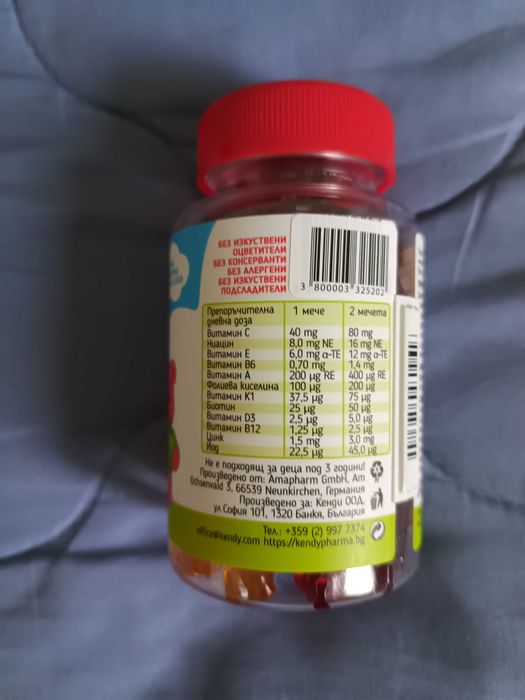 БЕЗ ИЗКУСТВЕНИ
ОЦВЕТИТЕЛИ
БЕЗ КОНСЕРВАНТИ
БЕЗ АЛЕРГЕНИ
БЕЗ ИЗКУСТВЕНИ
ПОДСЛАДИТЕЛИ
3 800003 325202
Препоръчителна дневна доза 1 мече 2 мечета
Витамин C 40 mg 80 mg
Ниацин 8,0 mg NE 16 mg NE
Витамин E 6,0 mg α-TE 12 mg α-TE
Витамин B6 0,70 mg 1,4 mg
Витамин A 200 µg RE 400 µg RE
Фолиева киселина 100 µg 200 µg
Витамин K1 37,5 µg 75 µg
Биотин 25 µg 50 µg
Витамин D3 2,5 µg 5,0 µg
Витамин B12 1,25 µg 2,5 µg
Цинк 1,5 mg 3,0 mg
Йод 22,5 µg 45,0 µg
Не е подходящ за деца под 3 години!
Произведено от: Amapharm GmbH, Am
Ochsenvald 3, 66539 Neunkirchen, Германия
Произведено за: Кенди ООД,
ул София 101, 1320 Банкя, България
Тел.: +359 (2) 997 7374
office@kendy.com https://kendypharma.bg